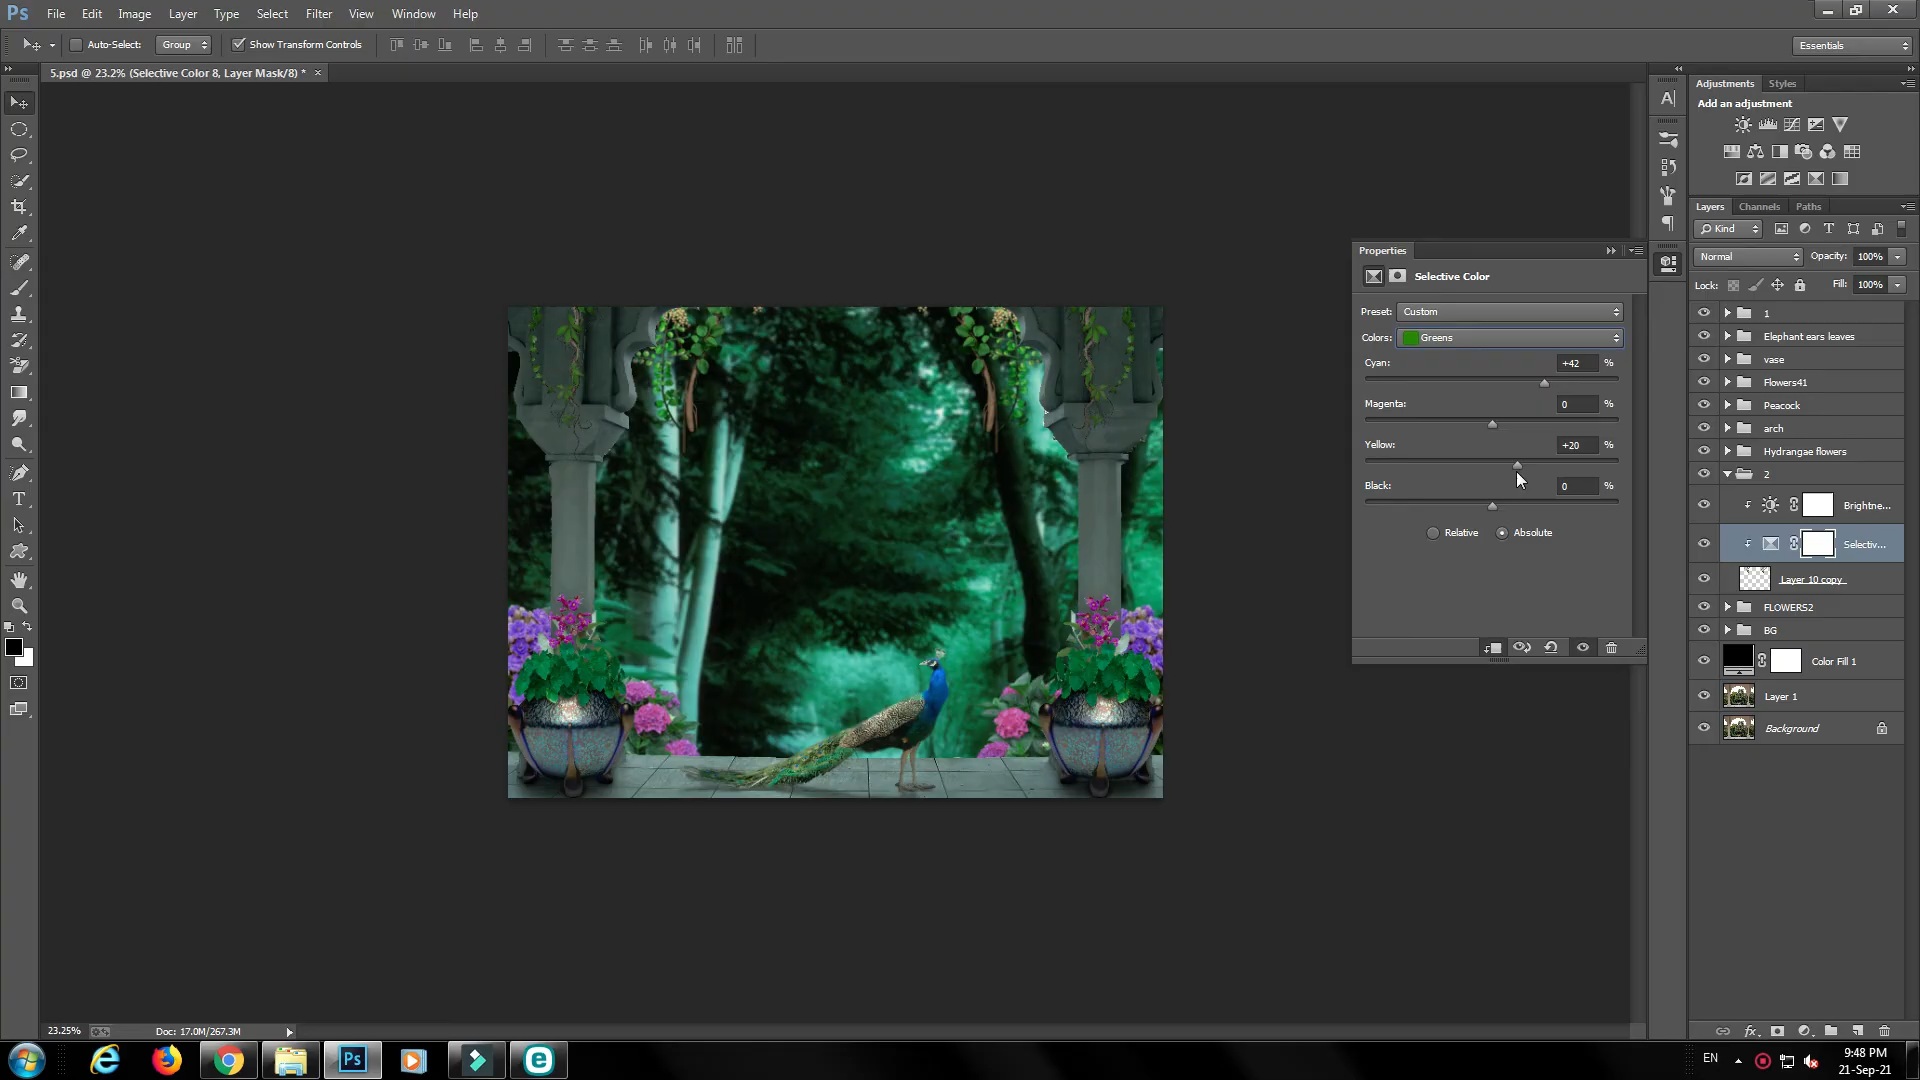 Ps File Edit Image Layer Type Select Filter View Window Help
Auto-Select: Group Show Transform Controls Essentials
5.psd @ 23.2% (Selective Color 8, Layer Mask/8) * ×
Adjustments Styles
Add an adjustment
Layers Channels Paths
Kind
Normal Opacity: 100%
Lock: Fill: 100%
1
Elephant ears leaves
vase
Flowers41
Peacock
arch
Hydrangae flowers
2
Brightne...
Selectiv...
Layer 10 copy
FLOWERS2
BG
Color Fill 1
Layer 1
Background
Properties
Selective Color
Preset: Custom
Colors: Greens
Cyan: +42 %
Magenta: 0 %
Yellow: +20 %
Black: 0 %
Relative Absolute
23.25% Doc: 17.0M/267.3M
Ps
EN
9:48 PM
21-Sep-21